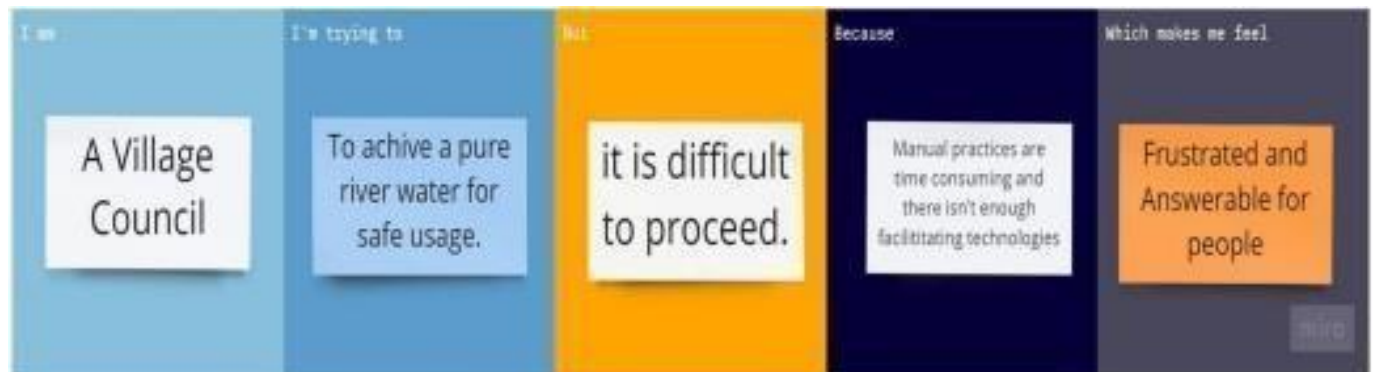 I am
A Village
Council
I'm trying to
To achive a pure
river water for
safe usage.
But
it is difficult
to proceed.
Because
Manual practices are
time consuming and
there isn't enough
facilititating technologies
Which makes me feel
Frustrated and
Answerable for
people
miro